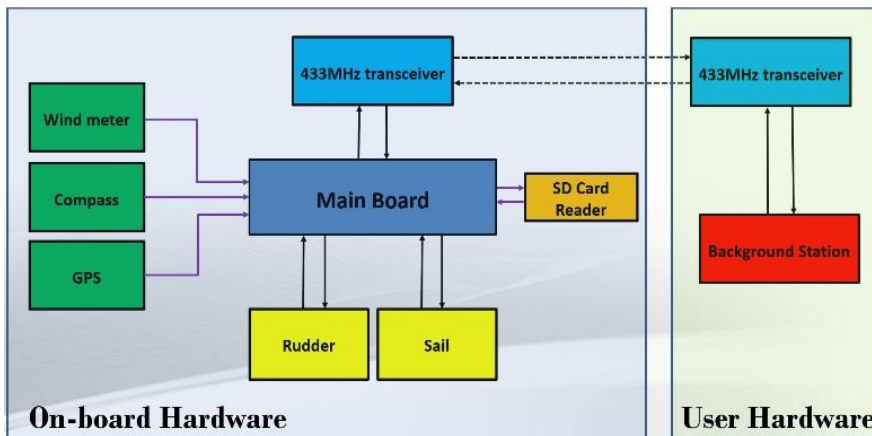 433MHz transceiver
433MHz transceiver
Wind meter
Compass
Main Board
SD Card
Reader
GPS
Background Station
Rudder
Sail
On-board Hardware
User Hardware